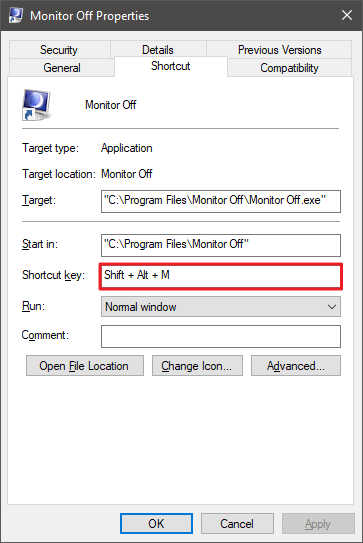 Monitor Off Properties
Security Details Previous Versions
General Shortcut Compatibility
Monitor Off
Target type: Application
Target location: Monitor Off
Target: "C:\Program Files\Monitor Off\Monitor Off.exe"
Start in: "C:\Program Files\Monitor Off"
Shortcut key: Shift + Alt + M
Run: Normal window
Comment:
Open File Location Change Icon... Advanced...
OK Cancel Apply